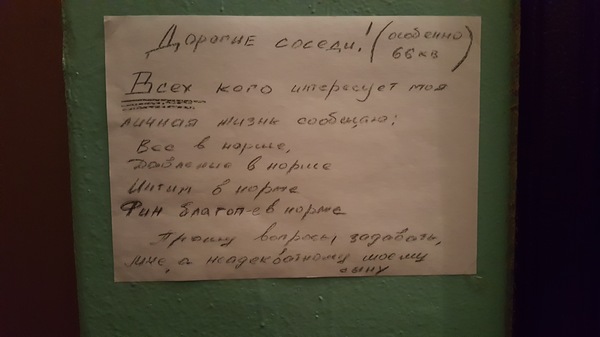 Дорогие соседи! (особенно
66 кв)
Всех кого интересует моя
личная жизнь сообщаю:
Все в норме,
Давление в норме
Интим в норме
Фин благоп-е в норме
Прошу вопросы задавать,
мне, а неадекватному моему
сыну